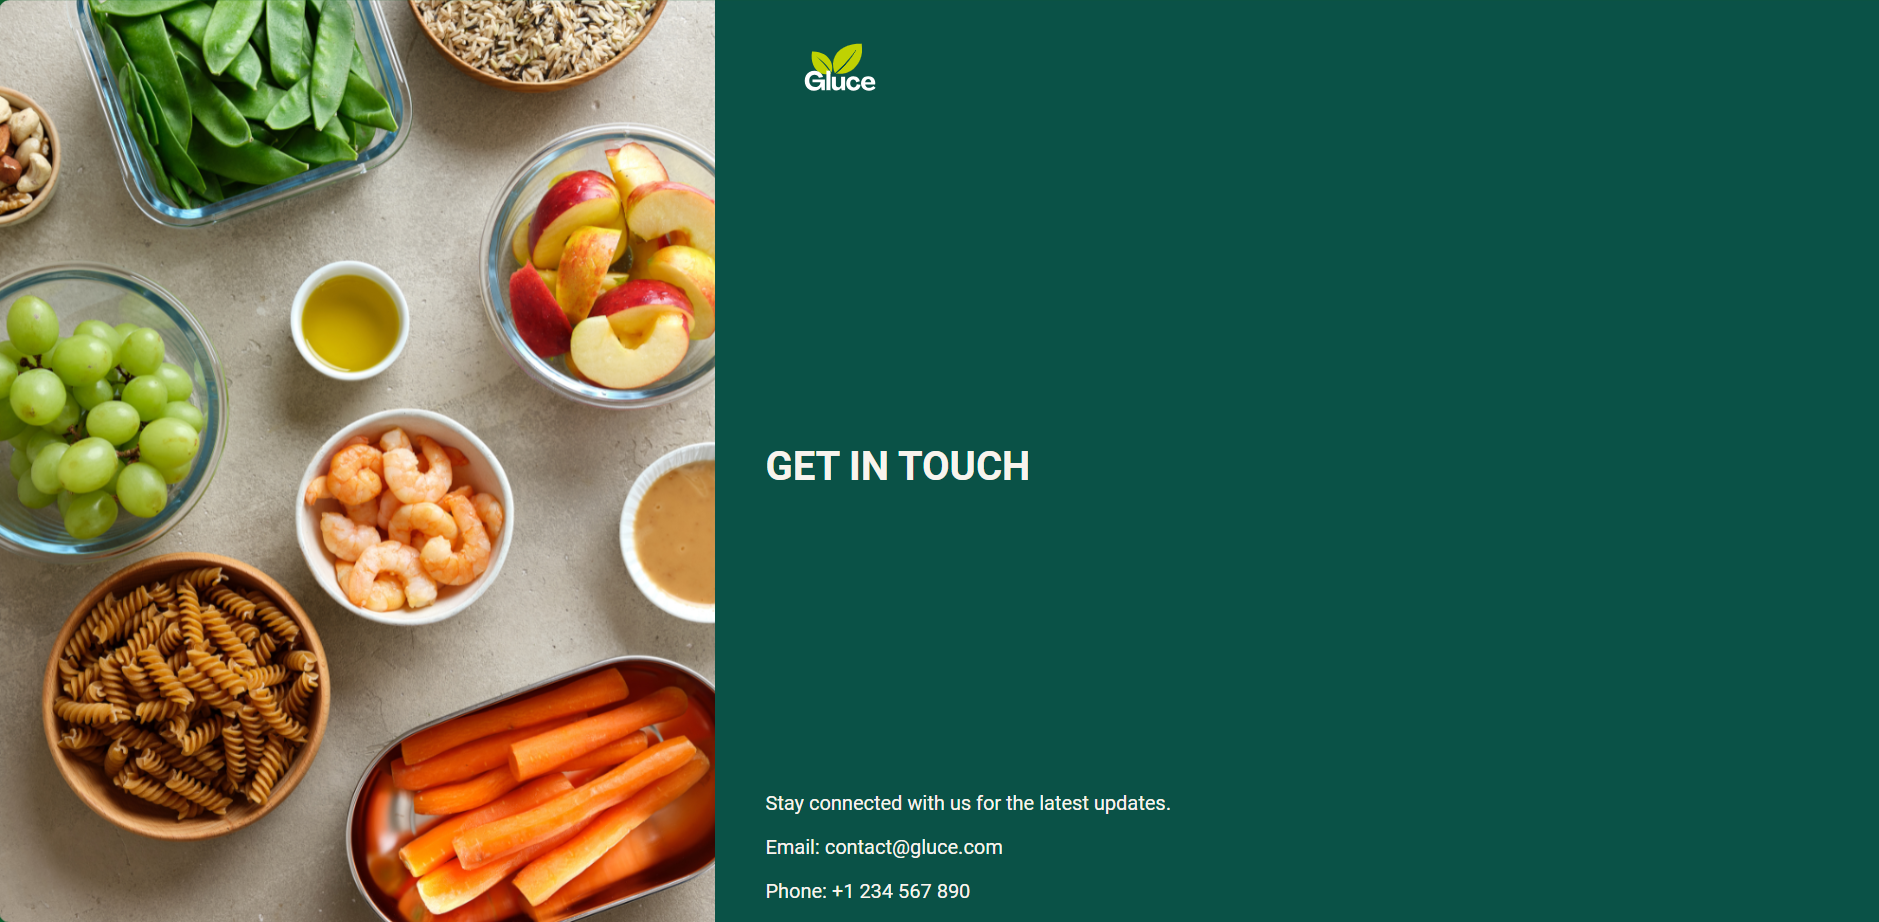 Gluce
GET IN TOUCH
Stay connected with us for the latest updates.
Email: contact@gluce.com
Phone: +1 234 567 890